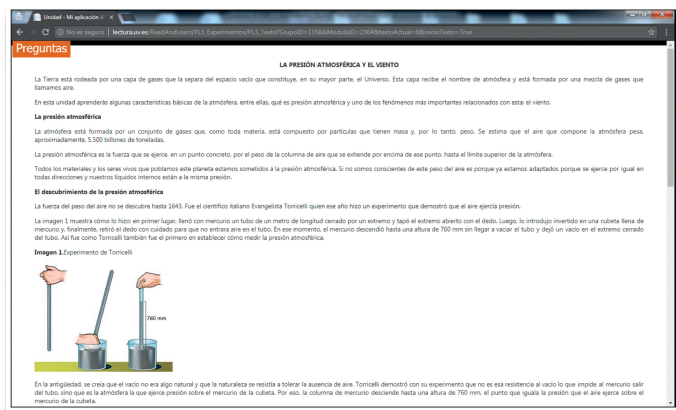 Unidad - Mi aplicación A
No es seguro | lectura.uv.es/ReadAndLearn/PL3_Experimentos/PL3_Texto?GrupoID=1358&ModuloID=2304&textoActual=0&inicioTexto=True
Preguntas
LA PRESIÓN ATMOSFÉRICA Y EL VIENTO
La Tierra está rodeada por una capa de gases que la separa del espacio vacío que constituye, en su mayor parte, el Universo. Esta capa recibe el nombre de atmósfera y está formada por una mezcla de gases que
llamamos aire.
En esta unidad aprenderás algunas características básicas de la atmósfera, entre ellas, qué es presión atmosférica y uno de los fenómenos más importantes relacionados con esta: el viento.
La presión atmosférica
La atmósfera está formada por un conjunto de gases que, como toda materia, está compuesto por partículas que tienen masa y, por lo tanto, peso. Se estima que el aire que compone la atmósfera pesa,
aproximadamente, 5.500 billones de toneladas.
La presión atmosférica es la fuerza que se ejerce, en un punto concreto, por el peso de la columna de aire que se extiende por encima de ese punto, hasta el límite superior de la atmósfera.
Todos los materiales y los seres vivos que poblamos este planeta estamos sometidos a la presión atmosférica. Si no somos conscientes de este peso del aire es porque ya estamos adaptados porque se ejerce por igual en
todas direcciones y nuestros líquidos internos están a la misma presión.
El descubrimiento de la presión atmosférica
La fuerza del peso del aire no se descubre hasta 1643. Fue el científico italiano Evangelista Torricelli quien ese año hizo un experimento que demostró que el aire ejercía presión.
La imagen 1 muestra cómo lo hizo: en primer lugar, llenó con mercurio un tubo de un metro de longitud cerrado por un extremo y tapó el extremo abierto con el dedo. Luego, lo introdujo invertido en una cubeta llena de
mercurio y, finalmente, retiró el dedo con cuidado para que no entrara aire en el tubo. En ese momento, el mercurio descendió hasta una altura de 760 mm sin llegar a vaciar el tubo y dejó un vacío en el extremo cerrado
del tubo. Así fue como Torricelli también fue el primero en establecer cómo medir la presión atmosférica.
Imagen 1.Experimento de Torricelli
760 mm
En la antigüedad, se creía que el vacío no era algo natural y que la naturaleza se resistía a tolerar la ausencia de aire. Torricelli demostró con su experimento que no es esa resistencia al vacío lo que impide al mercurio salir
del tubo, sino que es la atmósfera la que ejerce presión sobre el mercurio de la cubeta. Por eso, la columna de mercurio desciende hasta una altura de 760 mm, el punto que iguala la presión que el aire ejerce sobre el
mercurio de la cubeta.